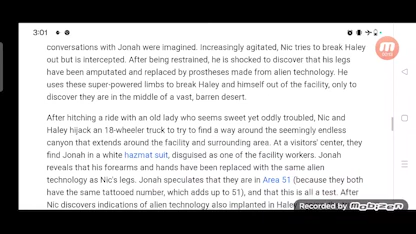 3:01
conversations with Jonah were imagined. Increasingly agitated, Nic tries to break Haley
out but is intercepted. After being restrained, he is shocked to discover that his legs
have been amputated and replaced by prostheses made from alien technology. He
uses these super-powered limbs to break Haley and himself out of the facility, only
to discover they are in the middle of a vast, barren desert.
After hitching a ride with an old lady who seems sweet yet oddly troubled, Nic and
Haley hijack an 18-wheeler truck to try to find a way around the seemingly endless
canyon that extends around the facility and surrounding area. At a visitors' center, they
find Jonah in a white hazmat suit, disguised as one of the facility workers. Jonah
reveals that his forearms and hands have been replaced with the same alien
technology as Nic's legs. Jonah speculates that they are in Area 51 (because they both
have the same tattooed number, which adds up to 51), and that this is all a test. After
Nic discovers indications of alien technology also implanted in Haley
Recorded by mobizen